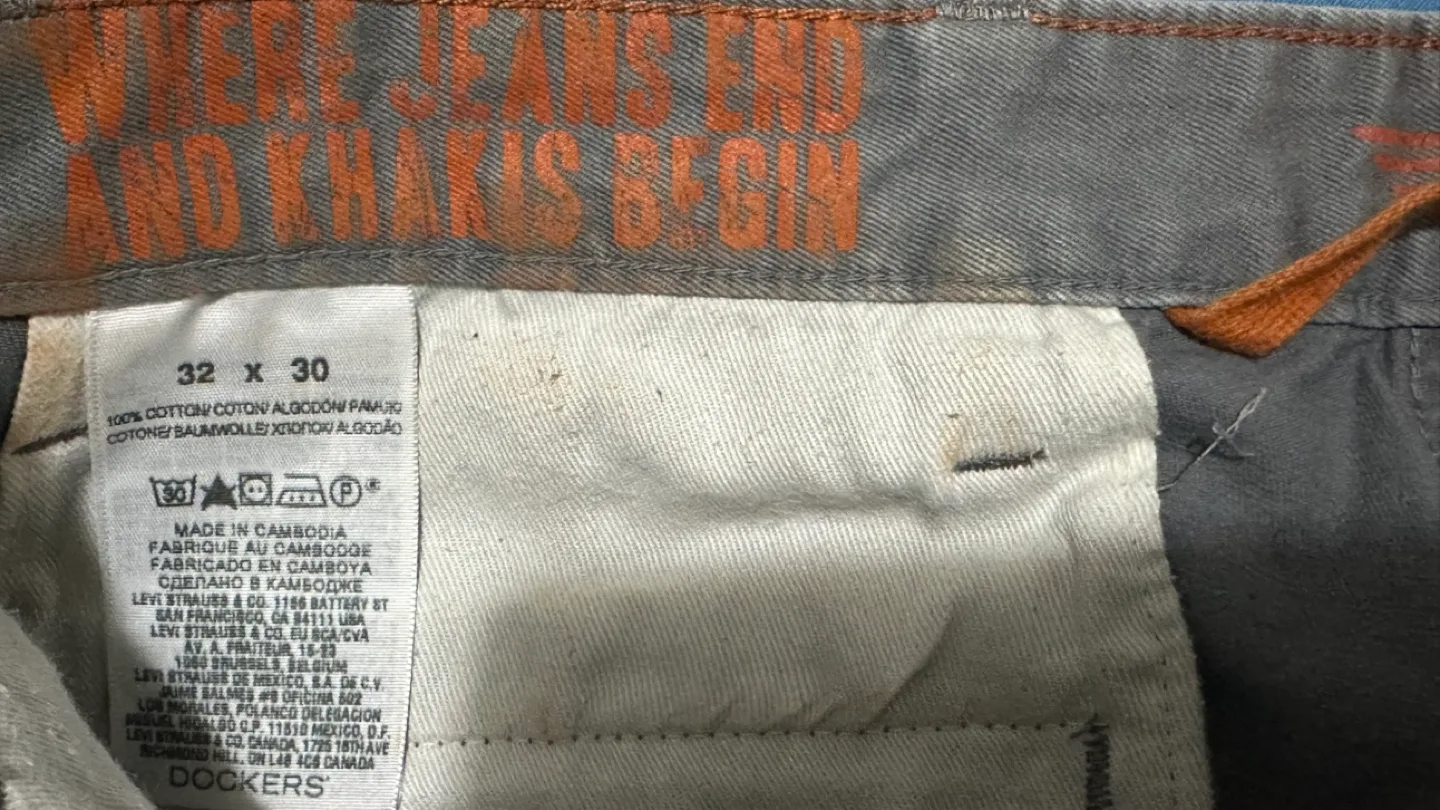 WHERE JEANS END
AND KHAKIS BEGIN
32 X 30
100% COTTON/ COTON/ ALGODÓN/ PAMUK/
COTONE/ BAUMWOLLE/ ХЛОПОК/ ALGODÃO
30 P
MADE IN CAMBODIA
FABRIQUE AU CAMBODGE
FABRICADO EN CAMBOYA
СДЕЛАНО В КАМБОДЖЕ
LEVI STRAUSS & CO. 1155 BATTERY ST
SAN FRANCISCO, CA 94111 USA
LEVI STRAUSS & CO. EU SCA/CVA
AV. A. FRAITEUR, 15-23
1050 BRUSSELS, BELGIUM
LEVI STRAUSS DE MEXICO, S.A. DE C.V.
JAIME BALMES #8 OFICINA 502
LOS MORALES, POLANCO DELEGACION
MIGUEL HIDALGO C.P. 11510 MEXICO, D.F.
LEVI STRAUSS & CO. CANADA, 1725 16TH AVE
RICHMOND HILL, ON L4B 4C6 CANADA
DOCKERS®